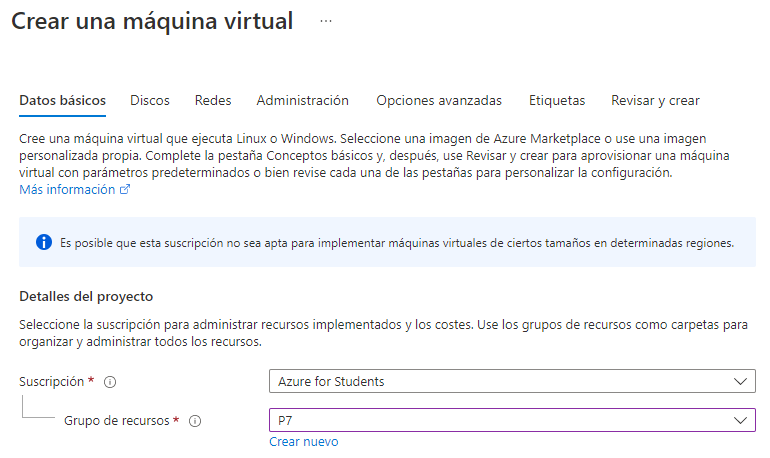 Crear una máquina virtual ...
Datos básicos Discos Redes Administración Opciones avanzadas Etiquetas Revisar y crear
Cree una máquina virtual que ejecuta Linux o Windows. Seleccione una imagen de Azure Marketplace o use una imagen
personalizada propia. Complete la pestaña Conceptos básicos y, después, use Revisar y crear para aprovisionar una máquina
virtual con parámetros predeterminados o bien revise cada una de las pestañas para personalizar la configuración.
Más información
Es posible que esta suscripción no sea apta para implementar máquinas virtuales de ciertos tamaños en determinadas regiones.
Detalles del proyecto
Seleccione la suscripción para administrar recursos implementados y los costes. Use los grupos de recursos como carpetas para
organizar y administrar todos los recursos.
Suscripción * Azure for Students
Grupo de recursos * P7
Crear nuevo